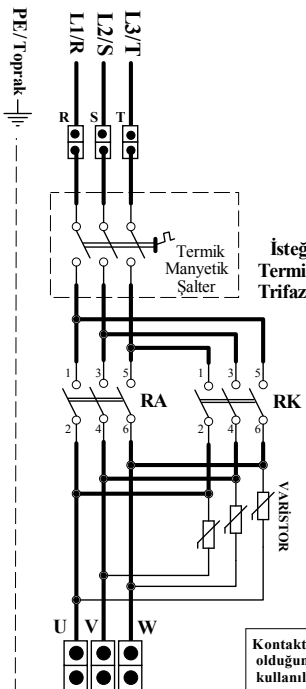 PE/Toprak
L1/R
L2/S
L3/T
R
S
T
Termik
Manyetik
Şalter
İsteğ
Termi
Trifaz
1
3
5
RA
2
4
6
1
3
5
RK
2
4
6
VARİSTOR
U
V
W
Kontakt
olduğun
kullanıl